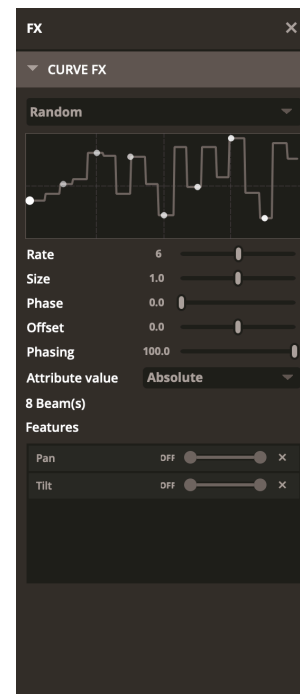 FX ✕
CURVE FX
Random
Rate 6
Size 1.0
Phase 0.0
Offset 0.0
Phasing 100.0
Attribute value Absolute
8 Beam(s)
Features
Pan OFF ✕
Tilt OFF ✕